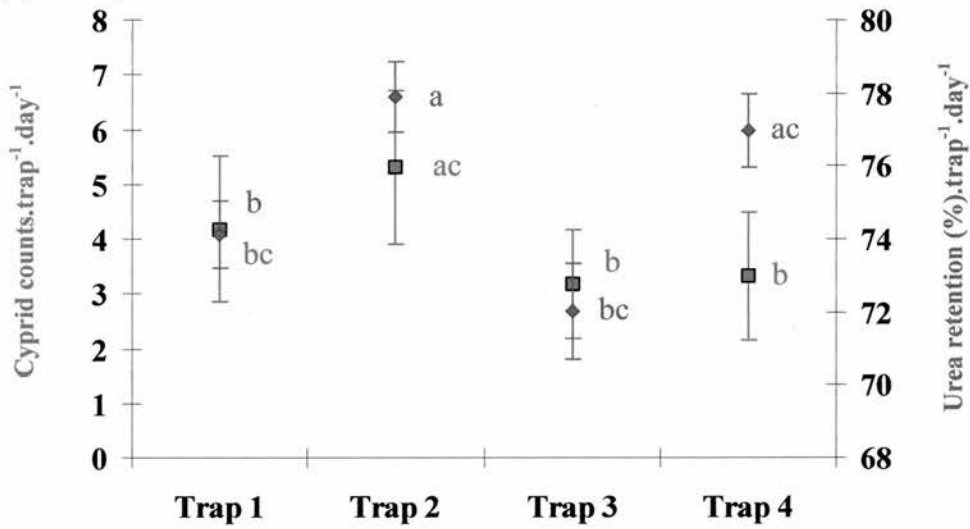 Cyprid counts.trap⁻¹.day⁻¹
8
7
6
5
4
3
2
1
0
b
bc
a
ac
b
bc
ac
b
80
78
76
74
72
70
68
Urea retention (%).trap⁻¹.day⁻¹
Trap 1 Trap 2 Trap 3 Trap 4